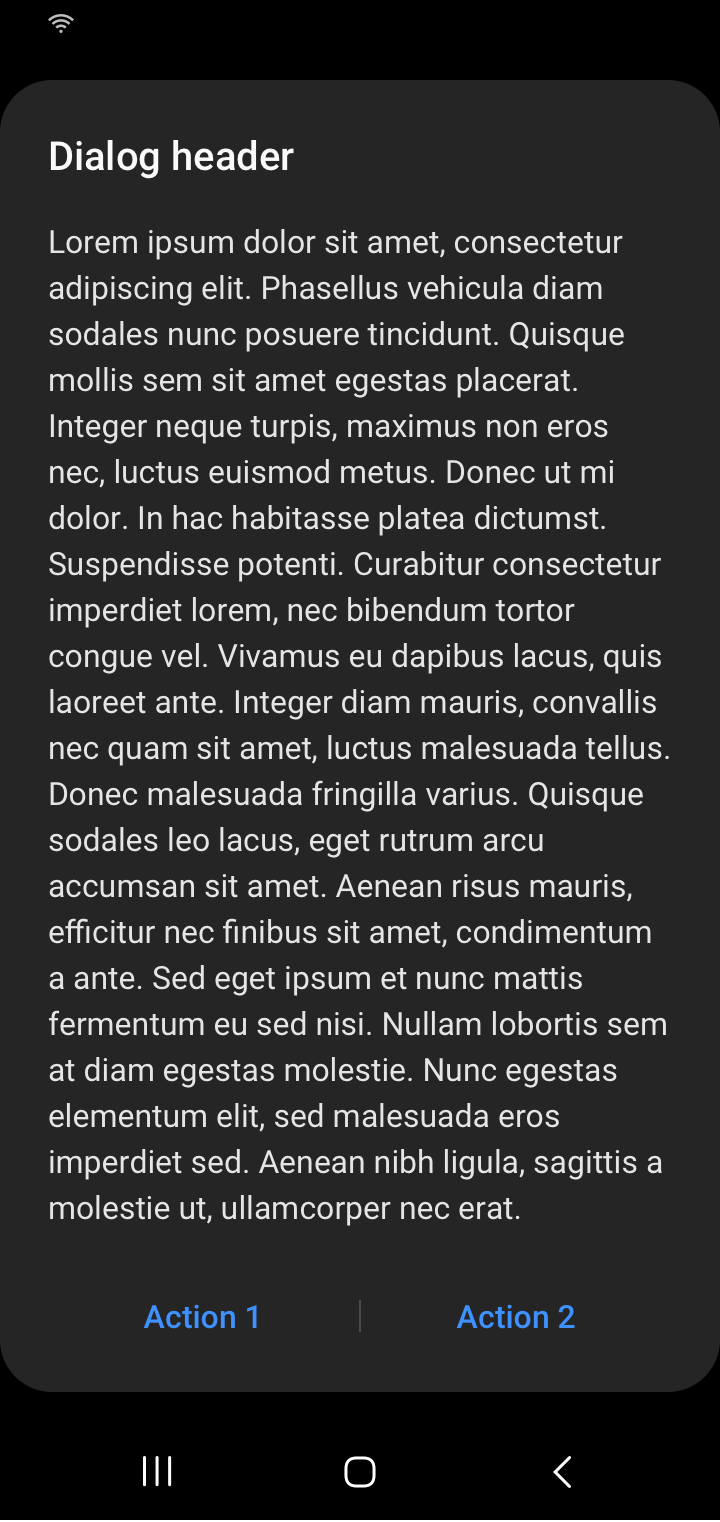 Dialog header
Lorem ipsum dolor sit amet, consectetur
adipiscing elit. Phasellus vehicula diam
sodales nunc posuere tincidunt. Quisque
mollis sem sit amet egestas placerat.
Integer neque turpis, maximus non eros
nec, luctus euismod metus. Donec ut mi
dolor. In hac habitasse platea dictumst.
Suspendisse potenti. Curabitur consectetur
imperdiet lorem, nec bibendum tortor
congue vel. Vivamus eu dapibus lacus, quis
laoreet ante. Integer diam mauris, convallis
nec quam sit amet, luctus malesuada tellus.
Donec malesuada fringilla varius. Quisque
sodales leo lacus, eget rutrum arcu
accumsan sit amet. Aenean risus mauris,
efficitur nec finibus sit amet, condimentum
a ante. Sed eget ipsum et nunc mattis
fermentum eu sed nisi. Nullam lobortis sem
at diam egestas molestie. Nunc egestas
elementum elit, sed malesuada eros
imperdiet sed. Aenean nibh ligula, sagittis a
molestie ut, ullamcorper nec erat.
Action 1
Action 2